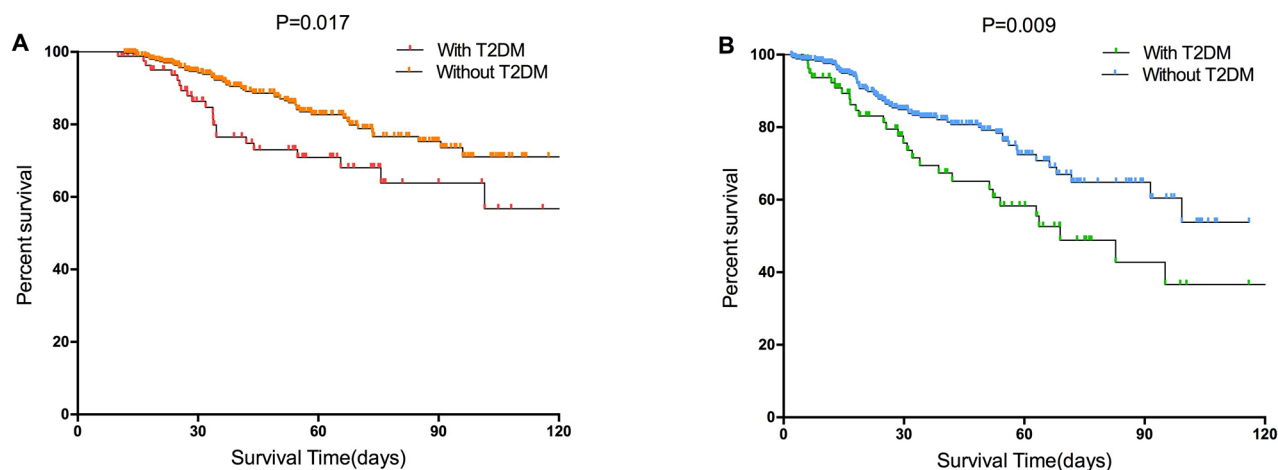 P=0.017
A
With T2DM
Without T2DM
100
80
60
40
20
0
0 30 60 90 120
Percent survival
Survival Time(days)
P=0.009
B
With T2DM
Without T2DM
100
80
60
40
20
0
0 30 60 90 120
Percent survival
Survival Time(days)